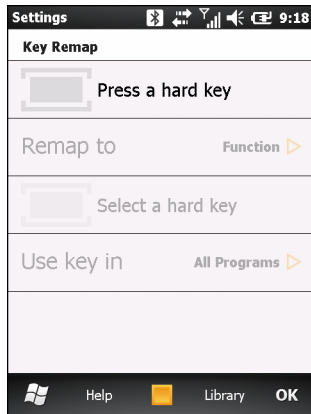 Settings 9:18
Key Remap
Press a hard key
Remap to Function
Select a hard key
Use key in All Programs
Help Library OK